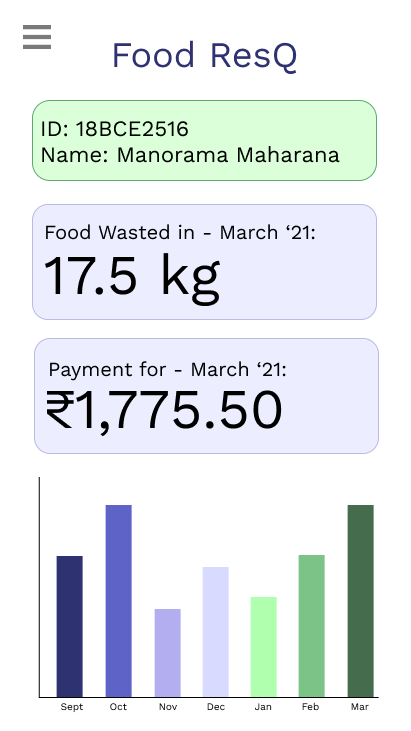 Food ResQ
ID: 18BCE2516
Name: Manorama Maharana
Food Wasted in - March ‘21:
17.5 kg
Payment for - March ‘21:
₹1,775.50
Sept Oct Nov Dec Jan Feb Mar